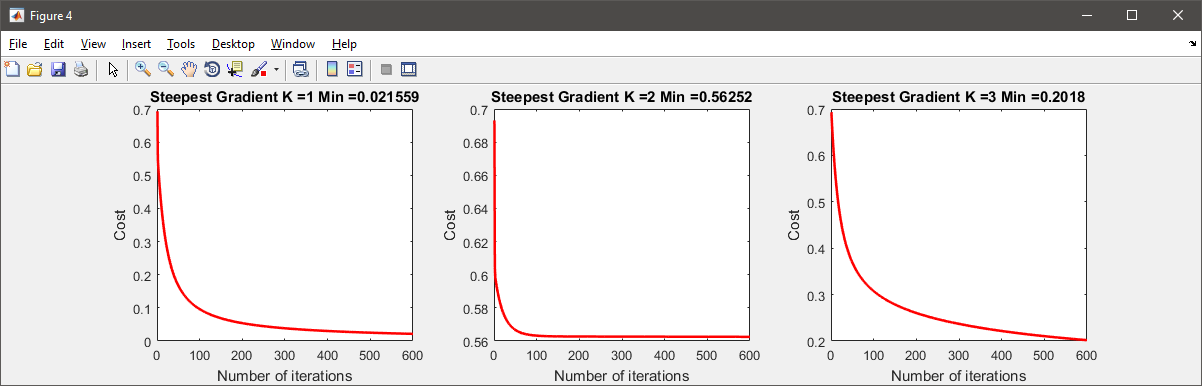 Figure 4
File Edit View Insert Tools Desktop Window Help
Steepest Gradient K =1 Min =0.021559
0.7
0.6
0.5
0.4
0.3
0.2
0.1
0
Cost
0 100 200 300 400 500 600
Number of iterations
Steepest Gradient K =2 Min =0.56252
0.7
0.68
0.66
0.64
0.62
0.6
0.58
0.56
Cost
0 100 200 300 400 500 600
Number of iterations
Steepest Gradient K =3 Min =0.2018
0.7
0.6
0.5
0.4
0.3
0.2
Cost
0 100 200 300 400 500 600
Number of iterations